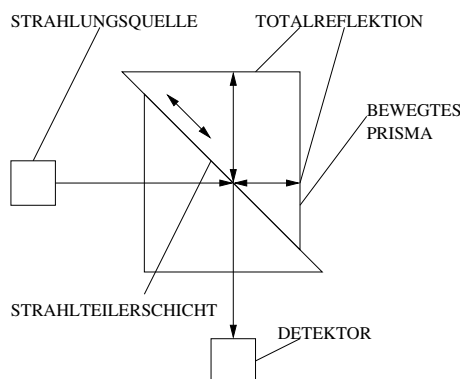 STRAHLUNGSQUELLE
TOTALREFLEKTION
BEWEGTES
PRISMA
STRAHLTEILERSCHICHT
DETEKTOR